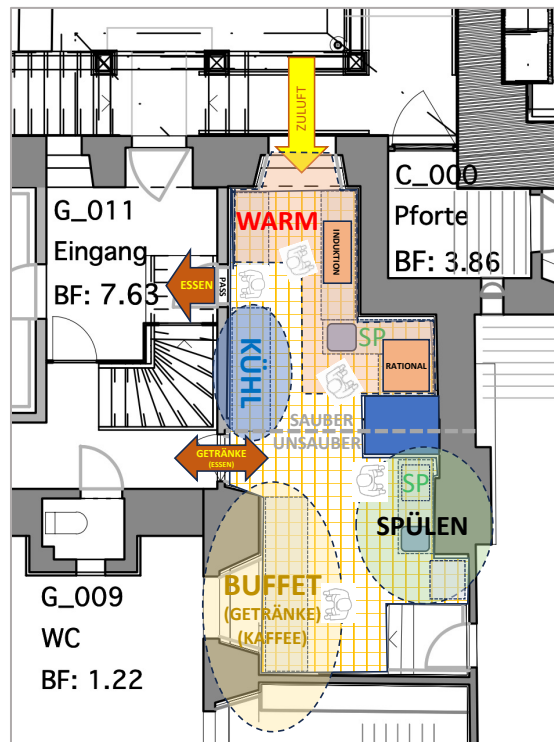 ZULUFT
C_000
Pforte
BF: 3.86
G_011
Eingang
BF: 7.63
WARM
INDUKTION
ESSEN
PASS
SP
KÜHL
RATIONAL
SAUBER
UNSAUBER
GETRÄNKE
(ESSEN)
SP
SPÜLEN
BUFFET
(GETRÄNKE)
(KAFFEE)
G_009
WC
BF: 1.22